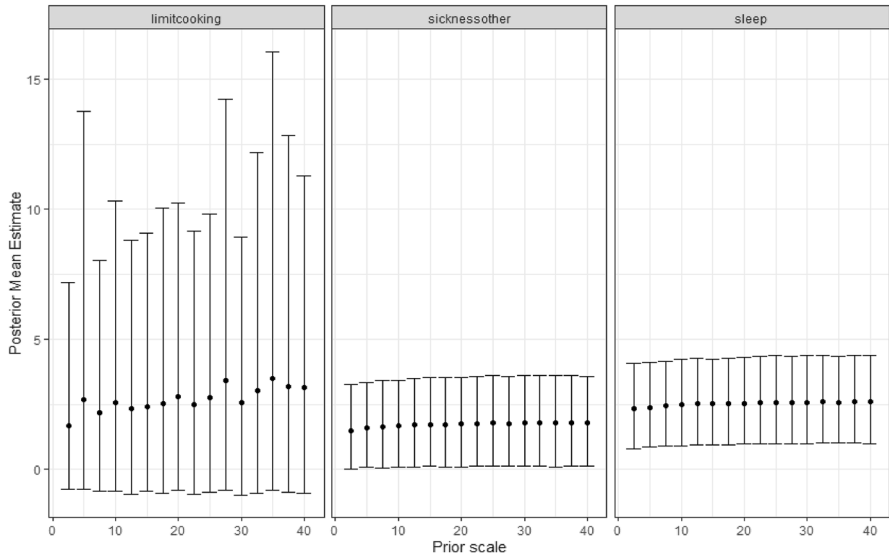 limitcooking sicknessother sleep
15
10
5
0
Posterior Mean Estimate
0 10 20 30 40 0 10 20 30 40 0 10 20 30 40
Prior scale